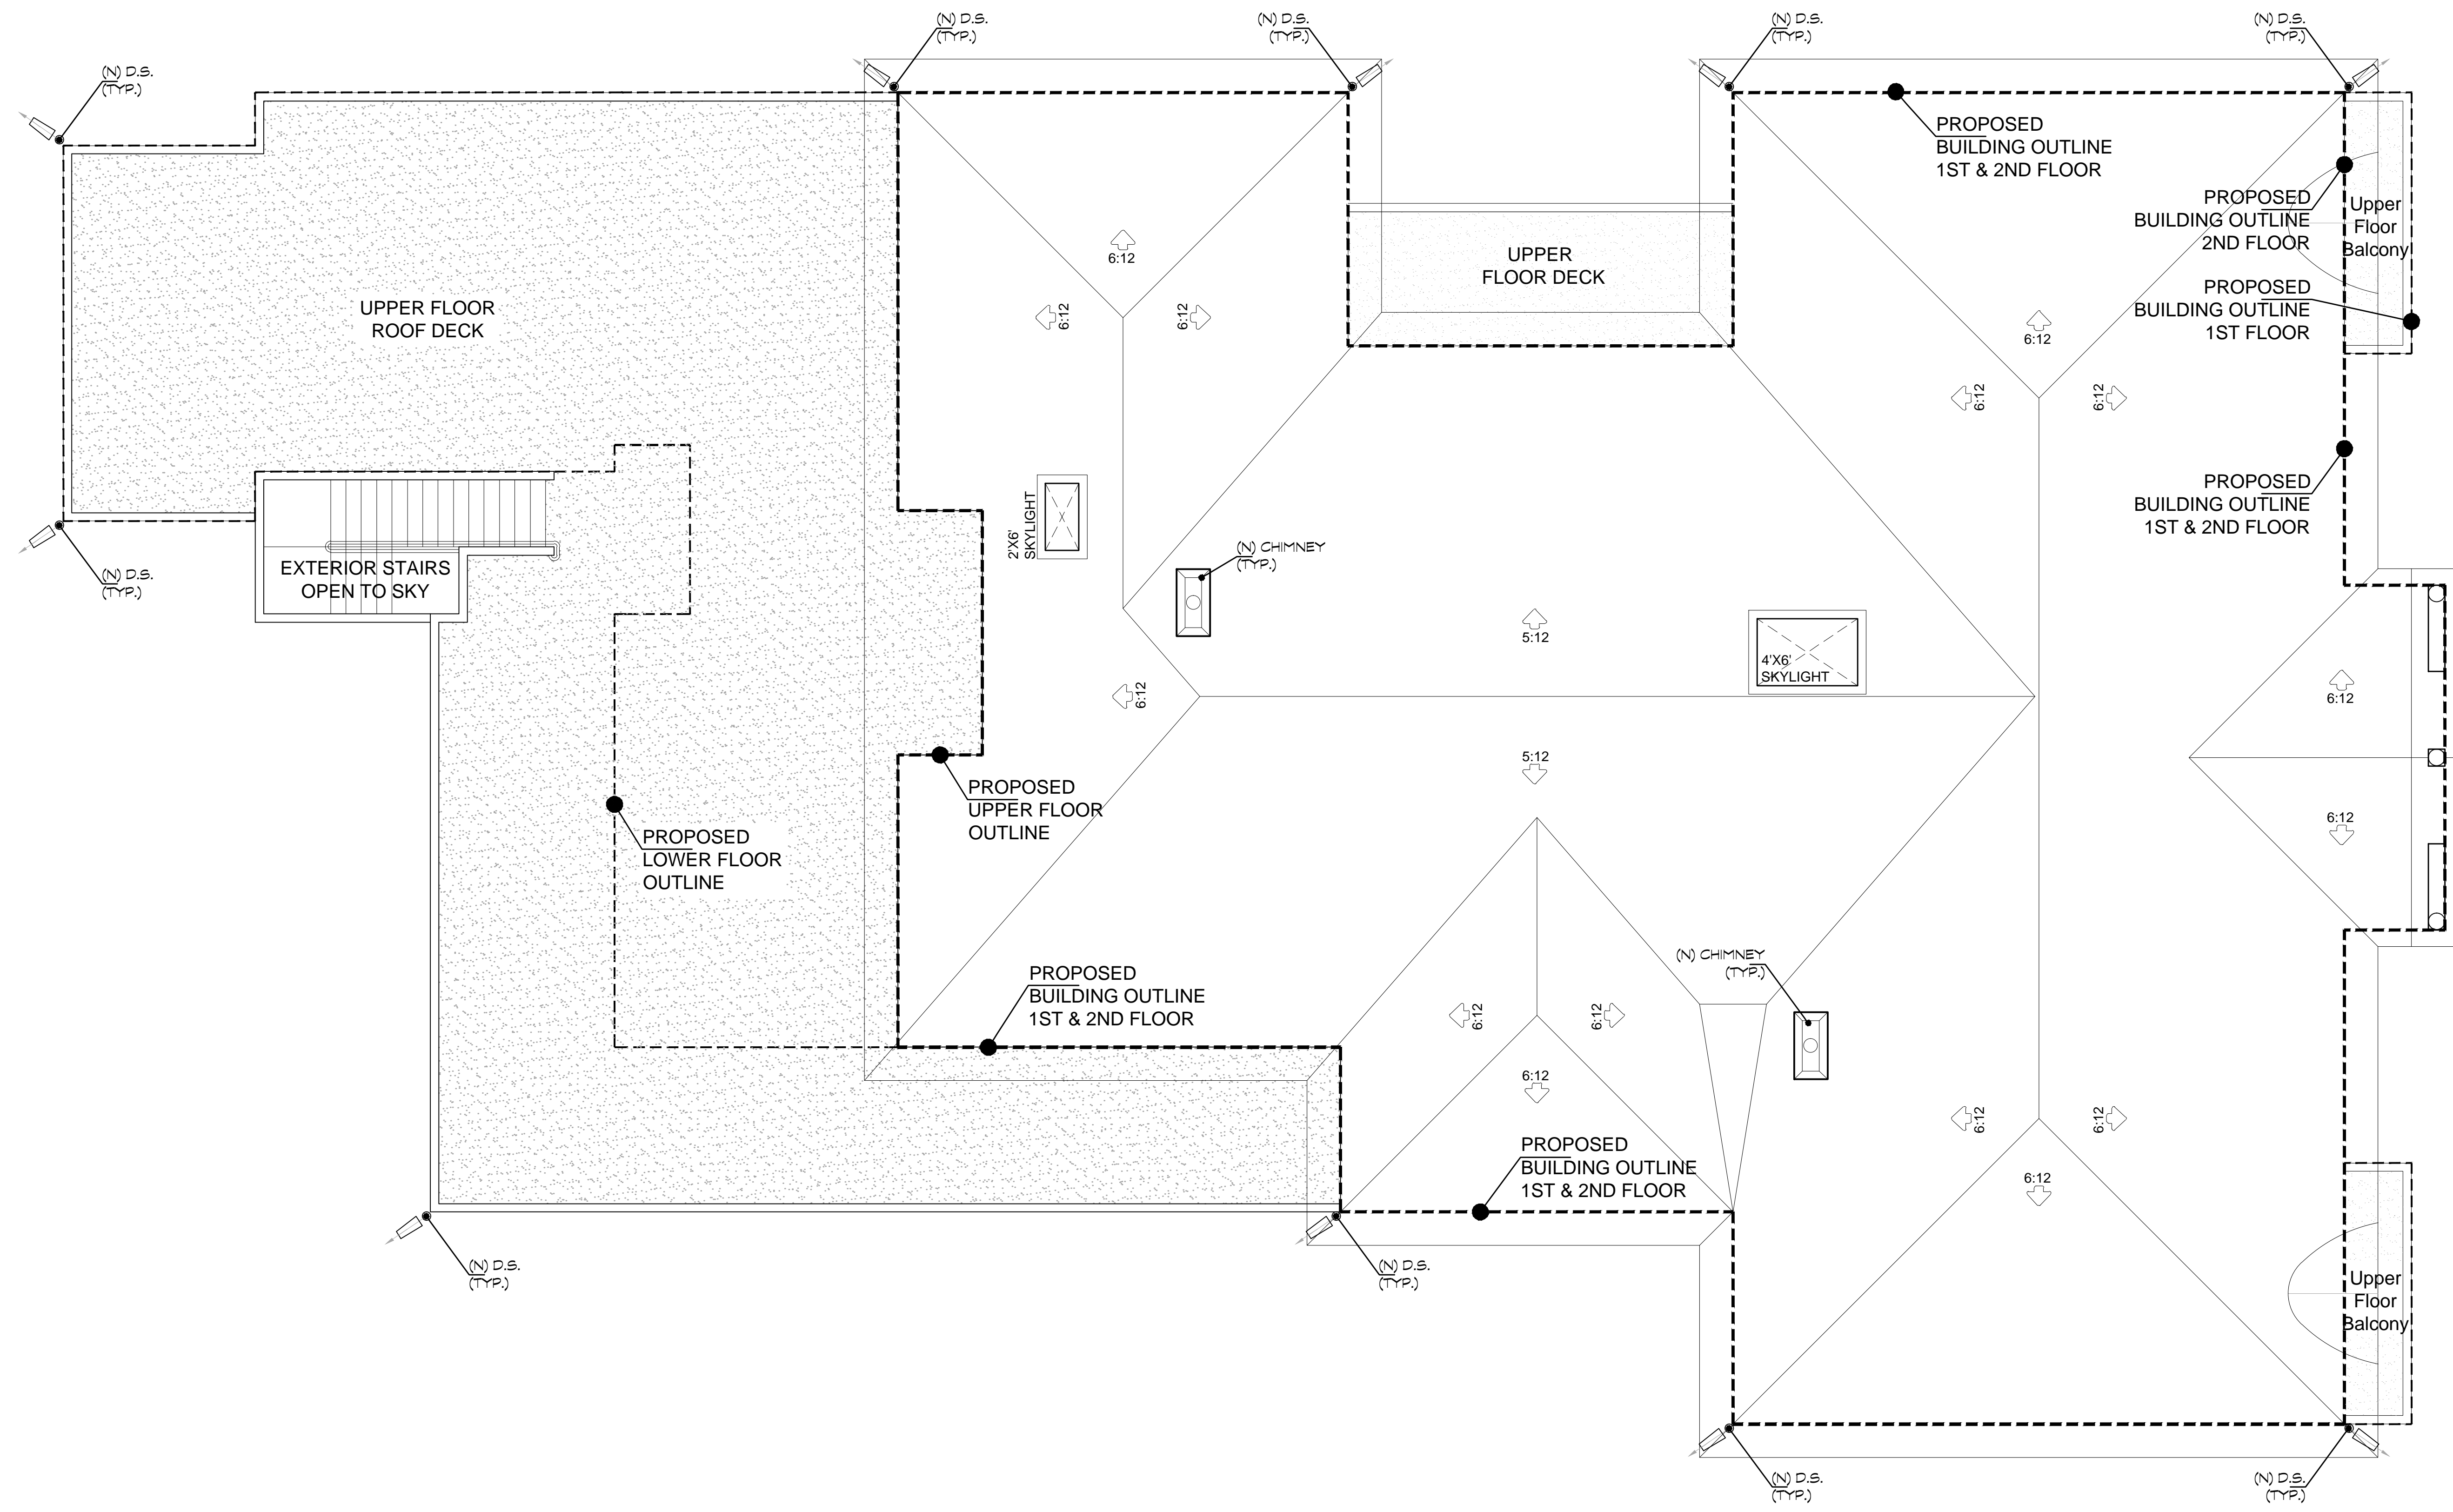 (N) D.S.
(TYP.)
(N) D.S.
(TYP.)
(N) D.S.
(TYP.)
(N) D.S.
(TYP.)
(N) D.S.
(TYP.)
PROPOSED
BUILDING OUTLINE
1ST & 2ND FLOOR
PROPOSED
BUILDING OUTLINE
2ND FLOOR
Upper
Floor
Balcony
UPPER
FLOOR DECK
6:12
PROPOSED
BUILDING OUTLINE
1ST FLOOR
UPPER FLOOR
ROOF DECK
6:12
6:12
6:12
6:12
6:12
PROPOSED
BUILDING OUTLINE
1ST & 2ND FLOOR
2'X6'
SKYLIGHT
(N) CHIMNEY
(TYP.)
(N) D.S.
(TYP.)
EXTERIOR STAIRS
OPEN TO SKY
5:12
4'X6'
SKYLIGHT
6:12
6:12
5:12
6:12
PROPOSED
UPPER FLOOR
OUTLINE
PROPOSED
LOWER FLOOR
OUTLINE
(N) CHIMNEY
(TYP.)
PROPOSED
BUILDING OUTLINE
1ST & 2ND FLOOR
6:12
6:12
6:12
6:12
6:12
PROPOSED
BUILDING OUTLINE
1ST & 2ND FLOOR
6:12
(N) D.S.
(TYP.)
(N) D.S.
(TYP.)
Upper
Floor
Balcony
(N) D.S.
(TYP.)
(N) D.S.
(TYP.)